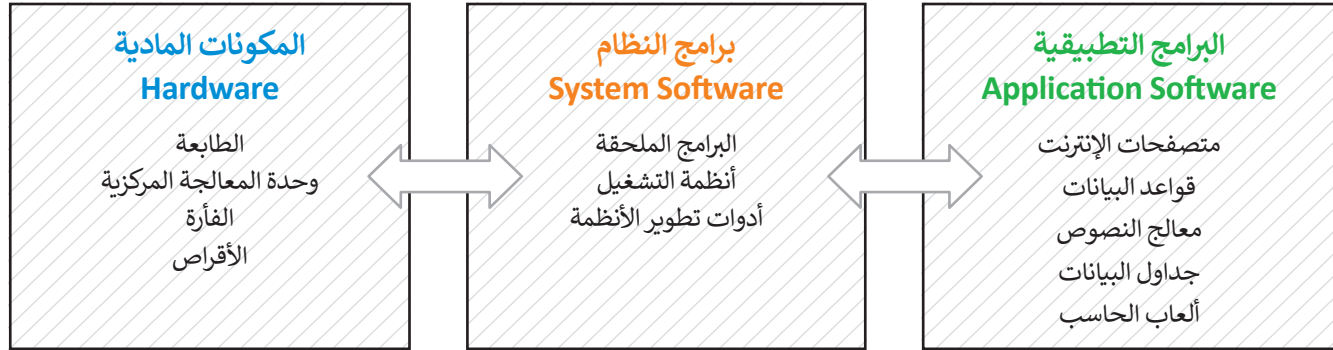 البرامج التطبيقية
Application Software
متصفحات الإنترنت
قواعد البيانات
معالج النصوص
جداول البيانات
ألعاب الحاسب
برامج النظام
System Software
البرامج الملحقة
أنظمة التشغيل
أدوات تطوير الأنظمة
المكونات المادية
Hardware
الطابعة
وحدة المعالجة المركزية
الفأرة
الأقراص